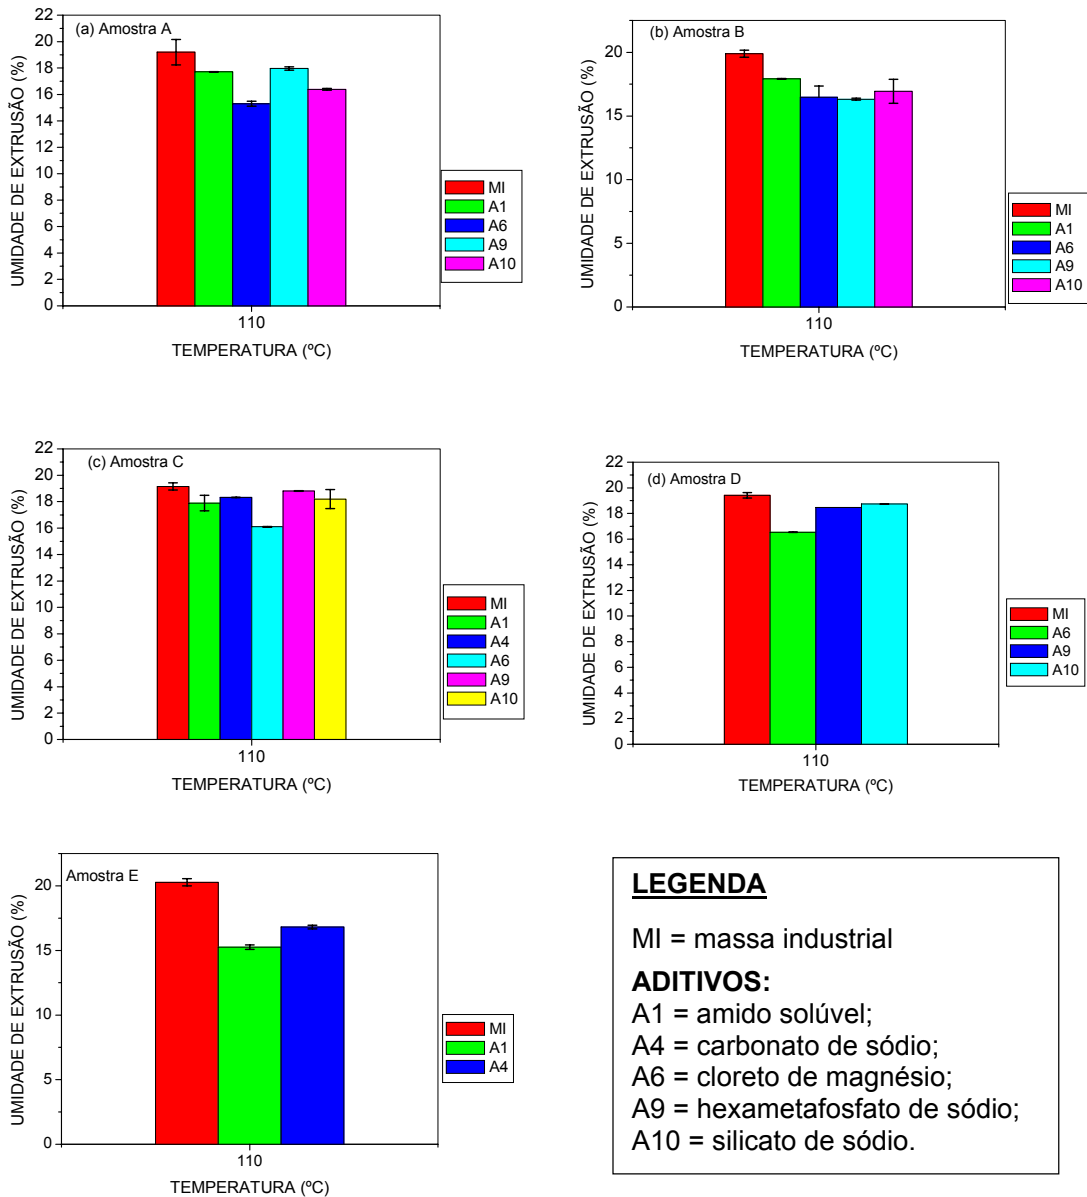 (a) Amostra A
UMIDADE DE EXTRUSÃO (%)
22
20
18
16
14
12
10
8
6
4
2
0
110
TEMPERATURA (ºC)
MI
A1
A6
A9
A10
(b) Amostra B
UMIDADE DE EXTRUSÃO (%)
20
15
10
5
0
110
TEMPERATURA (ºC)
MI
A1
A6
A9
A10
(c) Amostra C
UMIDADE DE EXTRUSÃO (%)
22
20
18
16
14
12
10
8
6
4
2
0
110
TEMPERATURA (ºC)
MI
A1
A4
A6
A9
A10
(d) Amostra D
UMIDADE DE EXTRUSÃO (%)
22
20
18
16
14
12
10
8
6
4
2
0
110
TEMPERATURA (ºC)
MI
A6
A9
A10
Amostra E
UMIDADE DE EXTRUSÃO (%)
20
15
10
5
0
110
TEMPERATURA (ºC)
MI
A1
A4
LEGENDA
MI = massa industrial
ADITIVOS:
A1 = amido solúvel;
A4 = carbonato de sódio;
A6 = cloreto de magnésio;
A9 = hexametafosfato de sódio;
A10 = silicato de sódio.